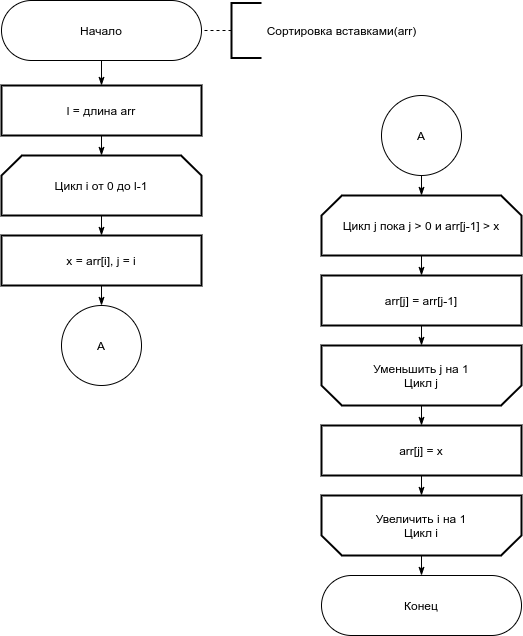 Начало
Сортировка вставками(arr)
l = длина arr
Цикл i от 0 до l-1
x = arr[i], j = i
А
А
Цикл j пока j > 0 и arr[j-1] > x
arr[j] = arr[j-1]
Уменьшить j на 1
Цикл j
arr[j] = x
Увеличить i на 1
Цикл i
Конец